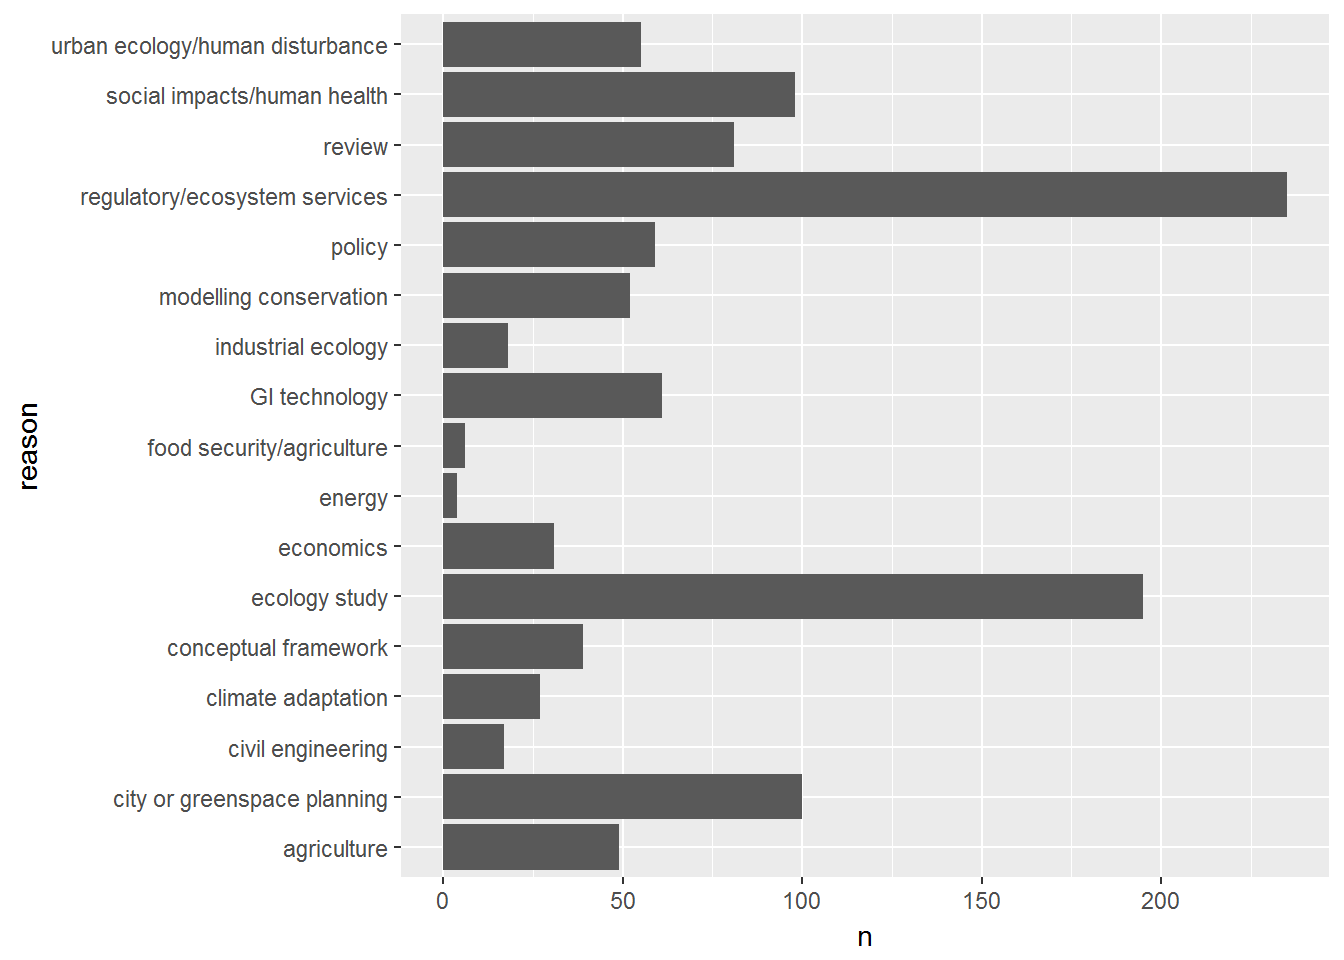 urban ecology/human disturbance
social impacts/human health
review
regulatory/ecosystem services
policy
modelling conservation
industrial ecology
GI technology
food security/agriculture
energy
economics
ecology study
conceptual framework
climate adaptation
civil engineering
city or greenspace planning
agriculture
reason
0 50 100 150 200
n